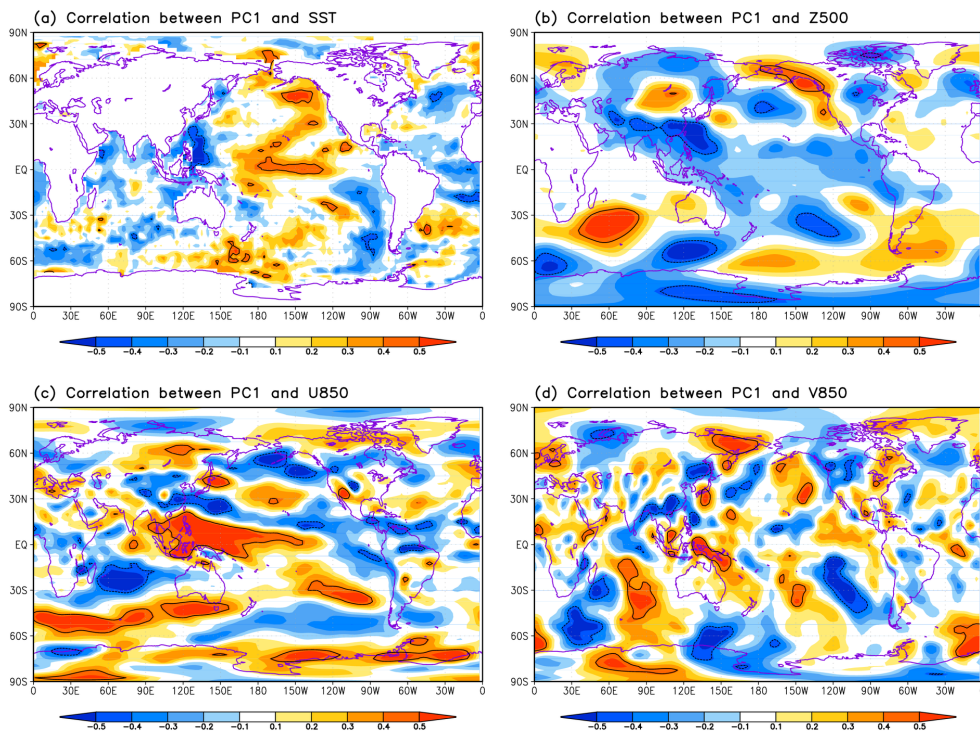 (a) Correlation between PC1 and SST
90N
60N
30N
EQ
30S
60S
90S
0 30E 60E 90E 120E 150E 180 150W 120W 90W 60W 30W 0
-0.5 -0.4 -0.3 -0.2 -0.1 0.1 0.2 0.3 0.4 0.5
(b) Correlation between PC1 and Z500
90N
60N
30N
EQ
30S
60S
90S
30E 60E 90E 120E 150E 180 150W 120W 90W 60W 30W
-0.5 -0.4 -0.3 -0.2 -0.1 0.1 0.2 0.3 0.4 0.5
(c) Correlation between PC1 and U850
90N
60N
30N
EQ
30S
60S
90S
0 30E 60E 90E 120E 150E 180 150W 120W 90W 60W 30W 0
-0.5 -0.4 -0.3 -0.2 -0.1 0.1 0.2 0.3 0.4 0.5
(d) Correlation between PC1 and V850
90N
60N
30N
EQ
30S
60S
90S
0 30E 60E 90E 120E 150E 180 150W 120W 90W 60W 30W
-0.5 -0.4 -0.3 -0.2 -0.1 0.1 0.2 0.3 0.4 0.5